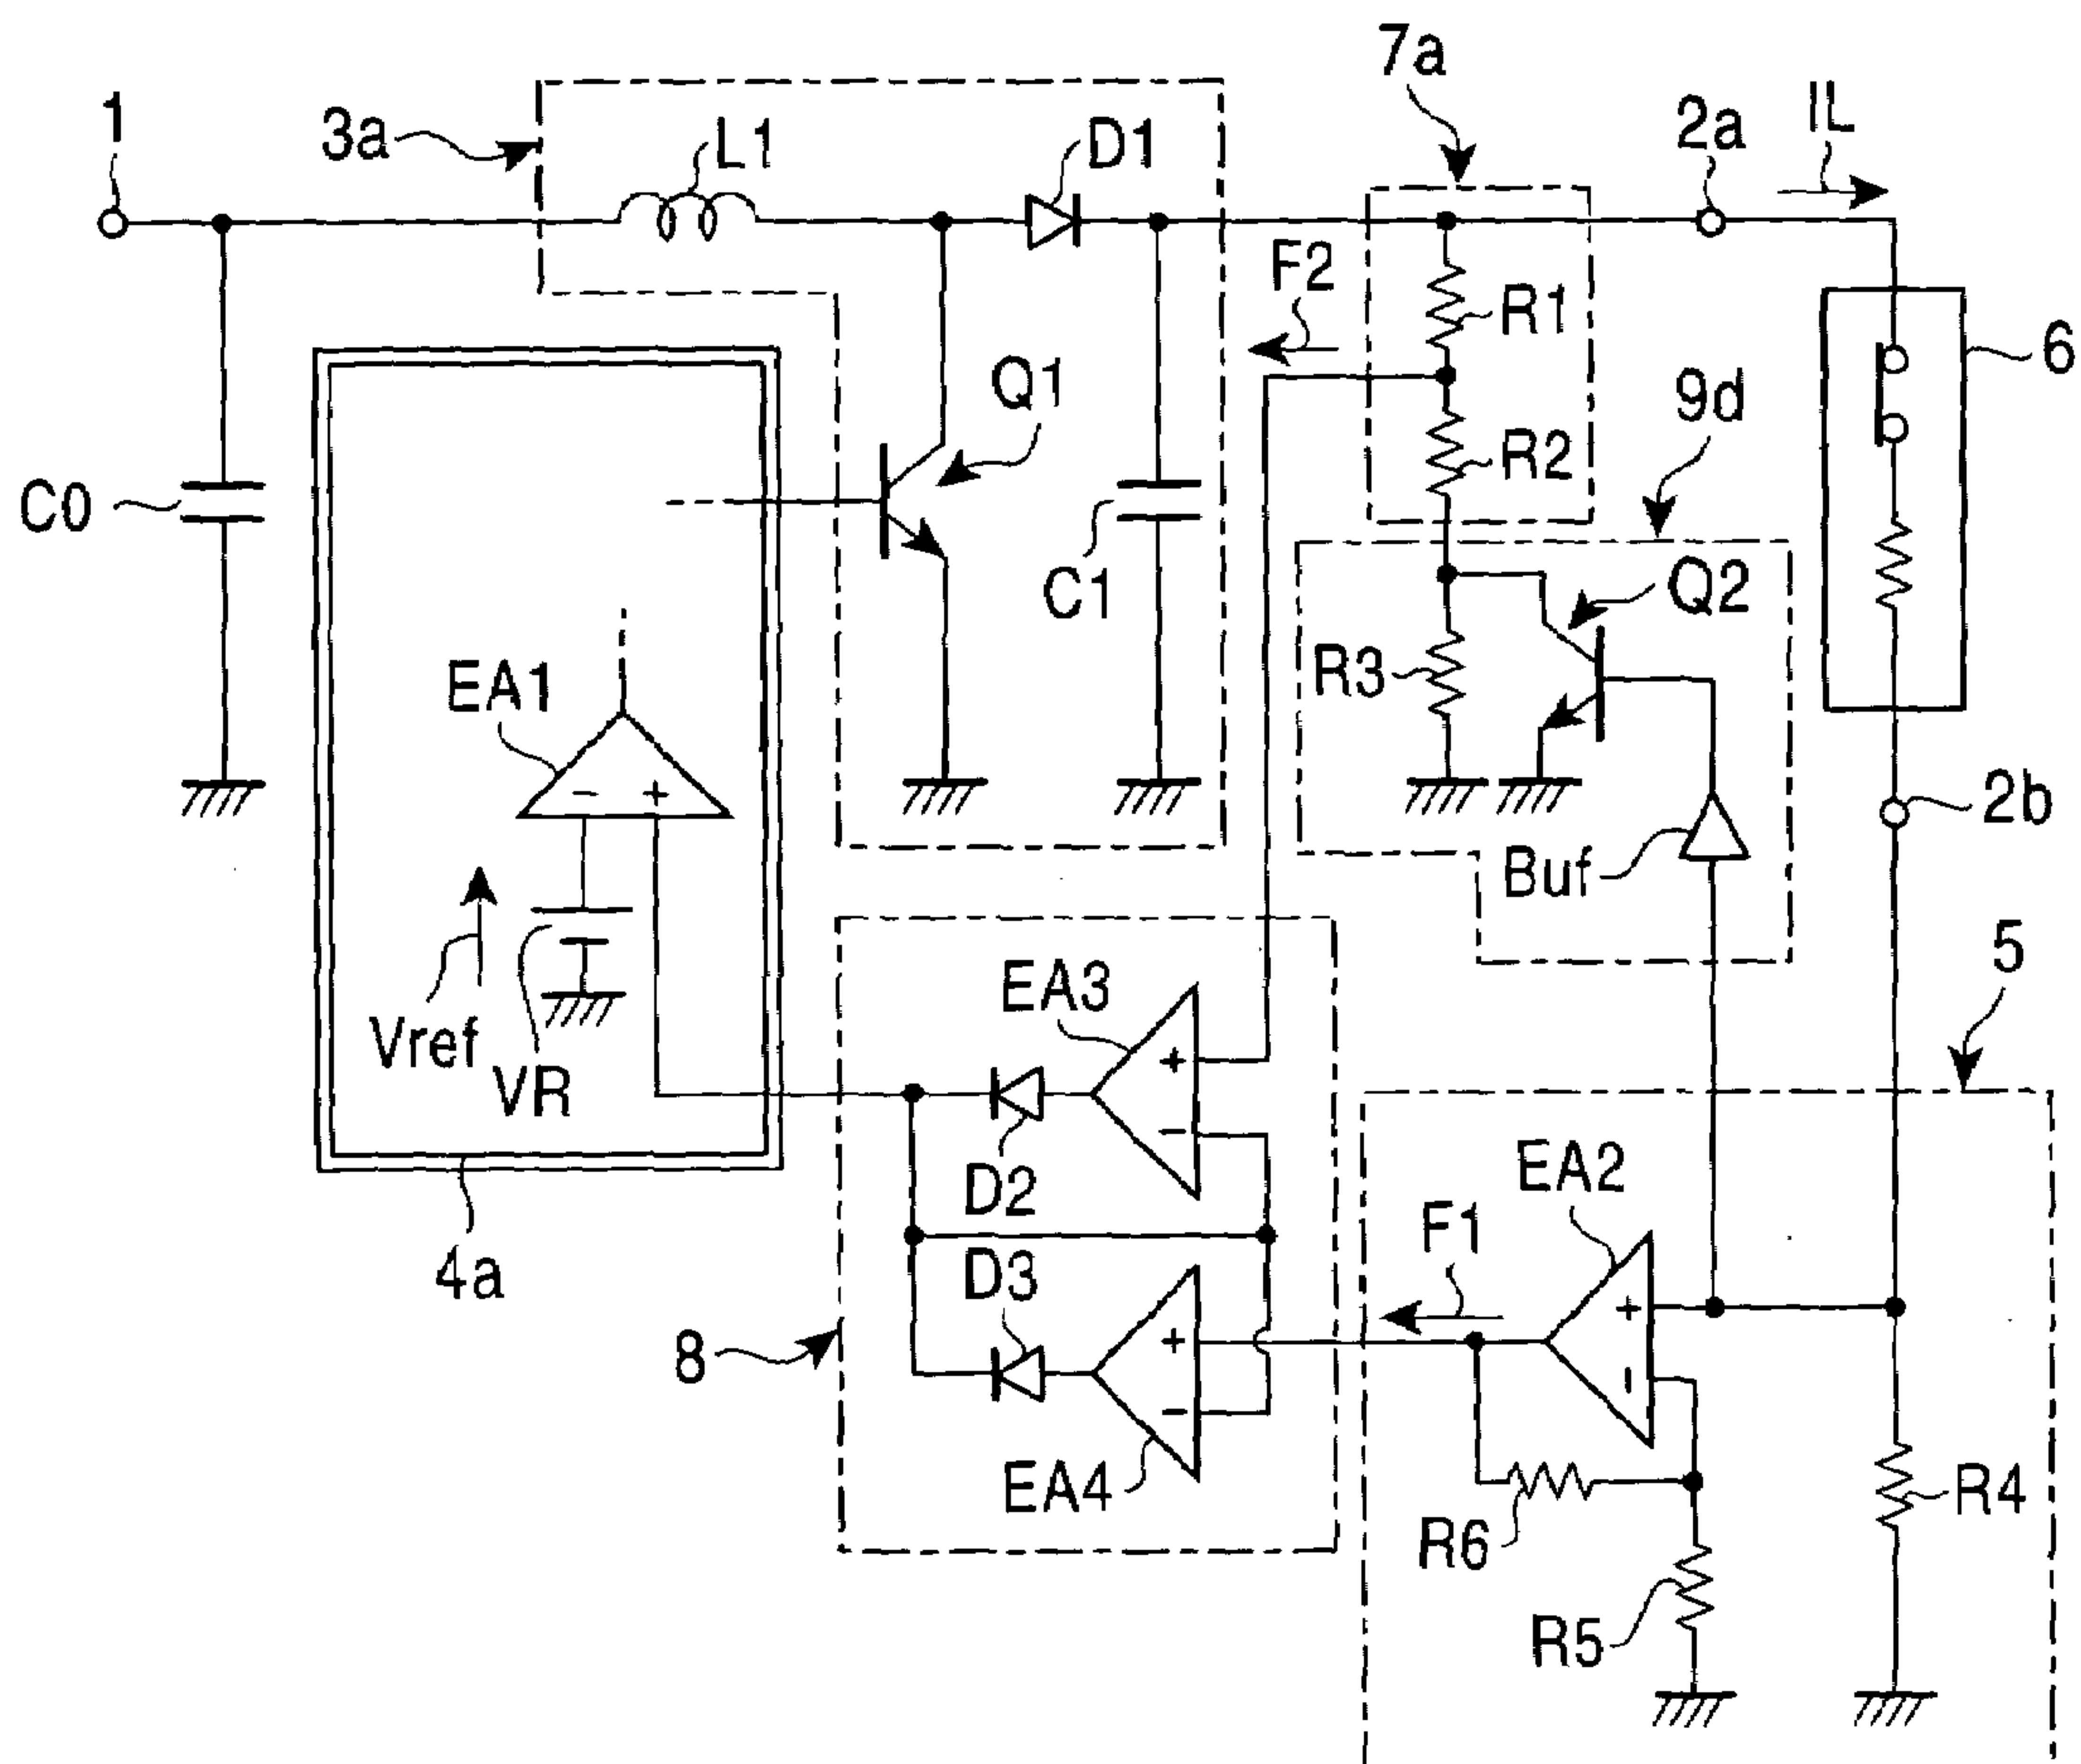 7a
1
3a
L1
D1
2a
IL
F2
R1
6
Q1
9d
R2
C0
C1
Q2
R3
EA1
− +
2b
Buf
5
EA3
Vref
+
VR
−
EA2
D2
F1
4a
D3
+
8
+
−
−
EA4
R4
R6
R5